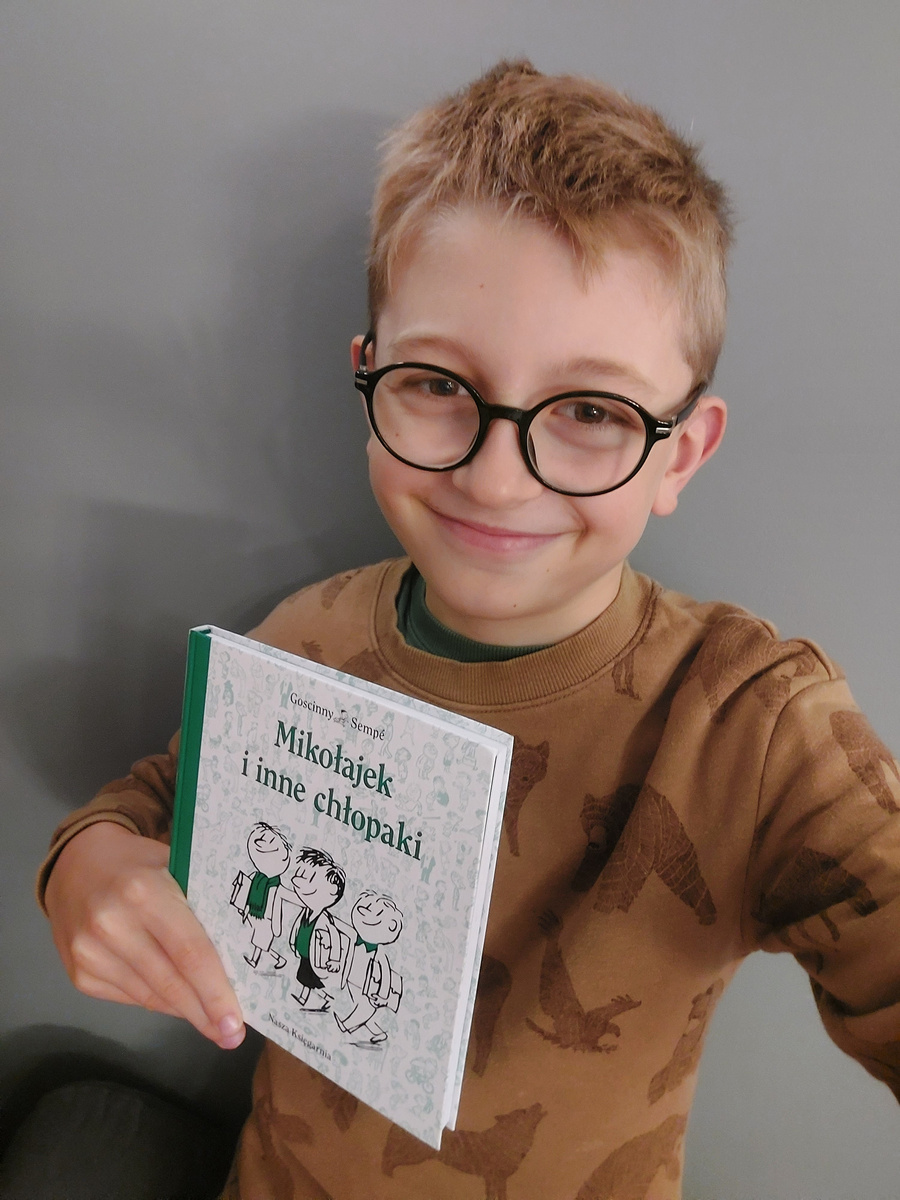 Goscinny Sempé
Mikołajek
i inne chłopaki
Nasza Księgarnia